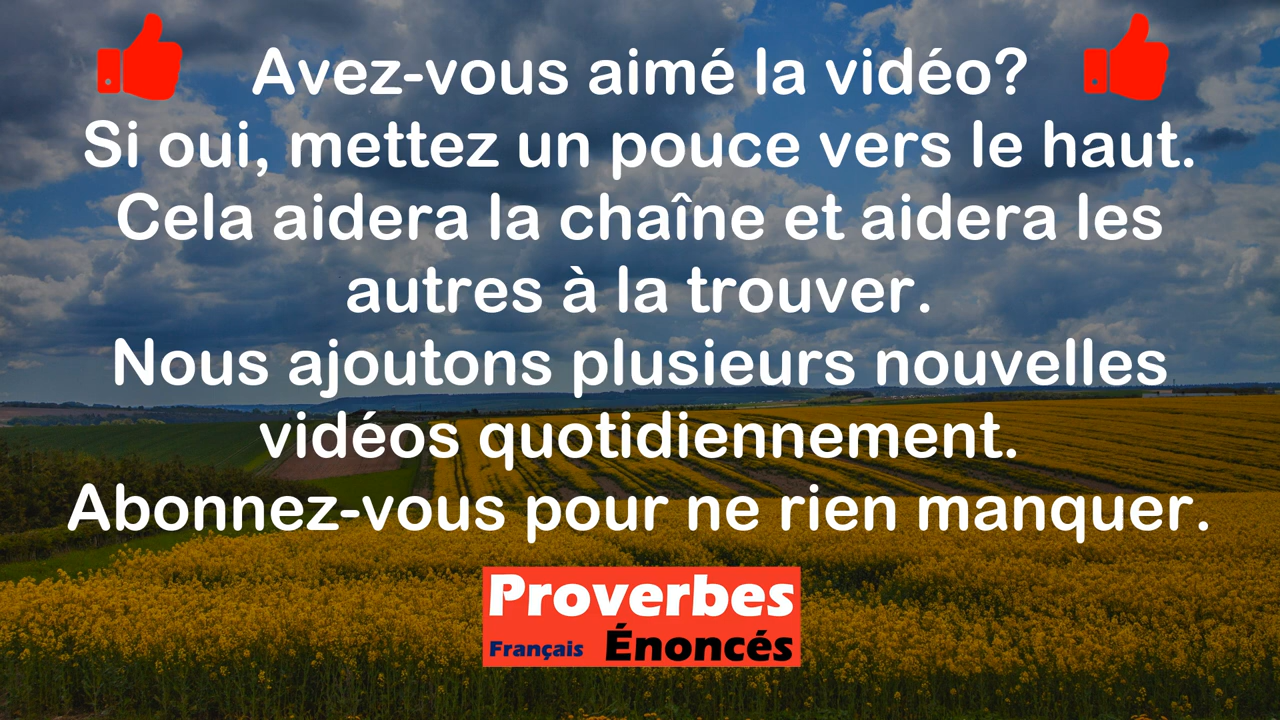 Avez-vous aimé la vidéo?
Si oui, mettez un pouce vers le haut.
Cela aidera la chaîne et aidera les
autres à la trouver.
Nous ajoutons plusieurs nouvelles
vidéos quotidiennement.
Abonnez-vous pour ne rien manquer.
Proverbes
Français Énoncés